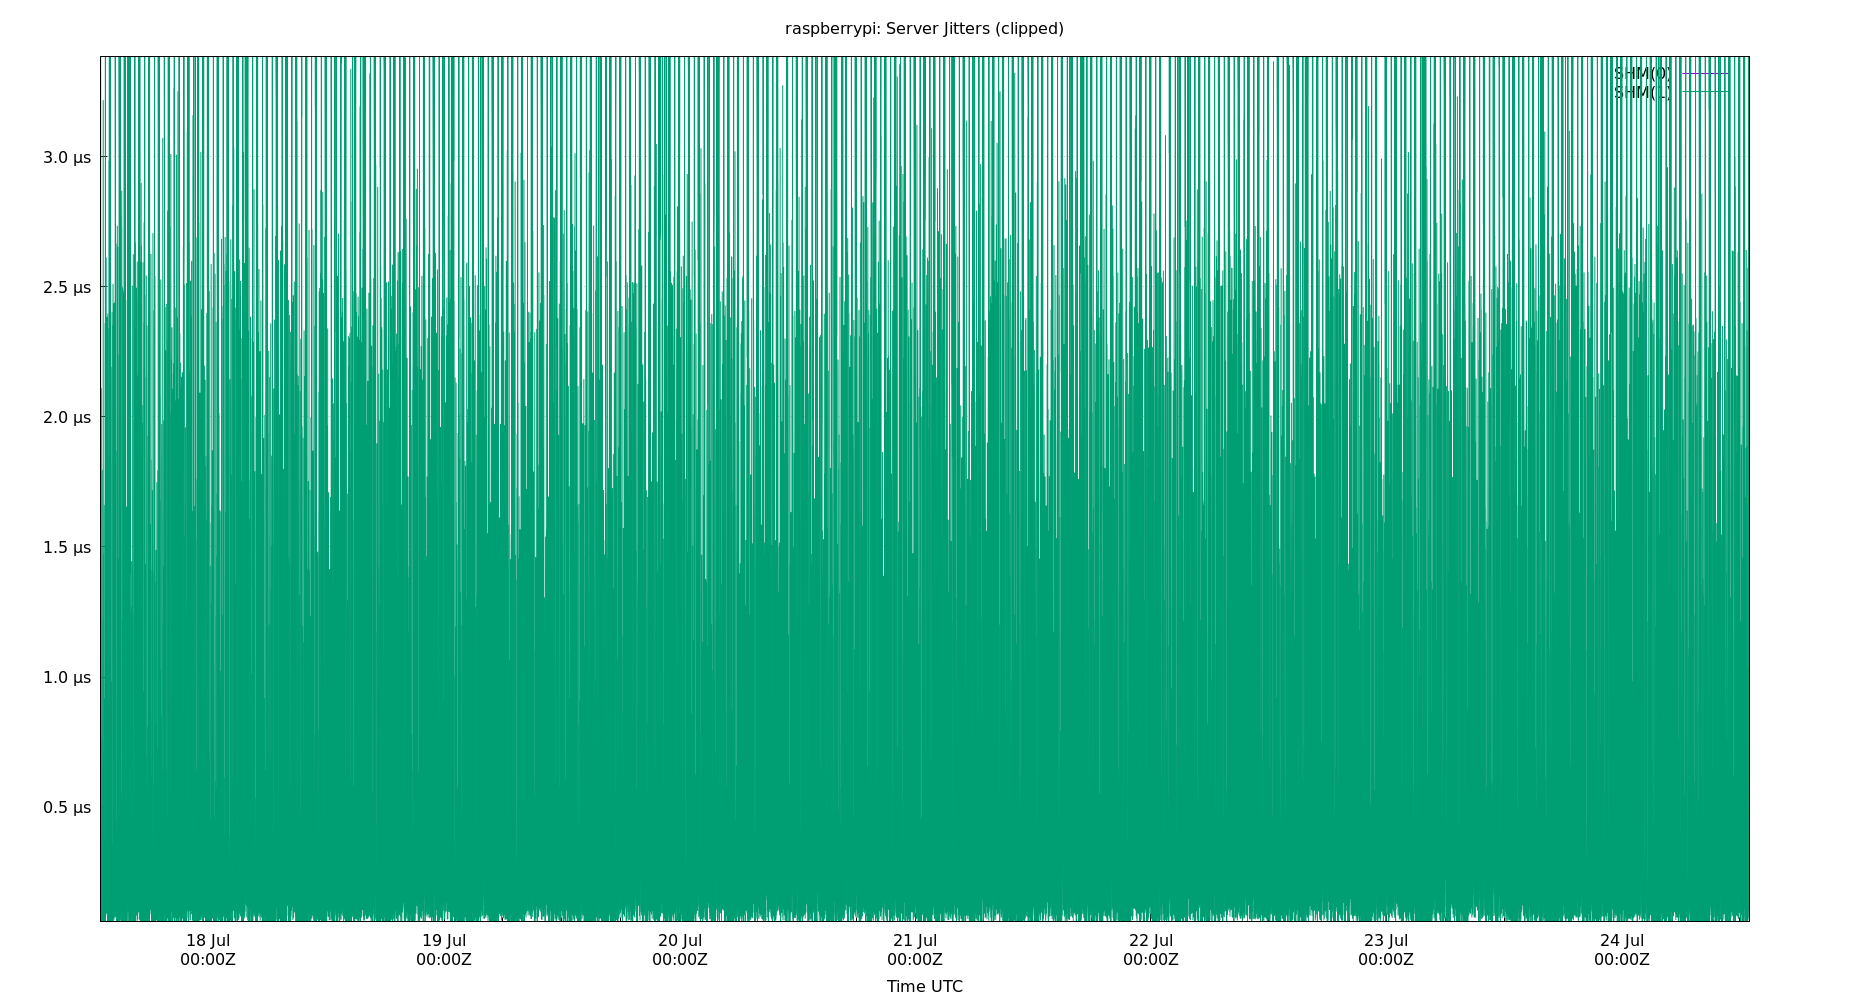 raspberrypi: Server Jitters (clipped)
SHM(0)
SHM(1)
3.0 µs
2.5 µs
2.0 µs
1.5 µs
1.0 µs
0.5 µs
18 Jul 19 Jul 20 Jul 21 Jul 22 Jul 23 Jul 24 Jul
00:00Z 00:00Z 00:00Z 00:00Z 00:00Z 00:00Z 00:00Z
Time UTC